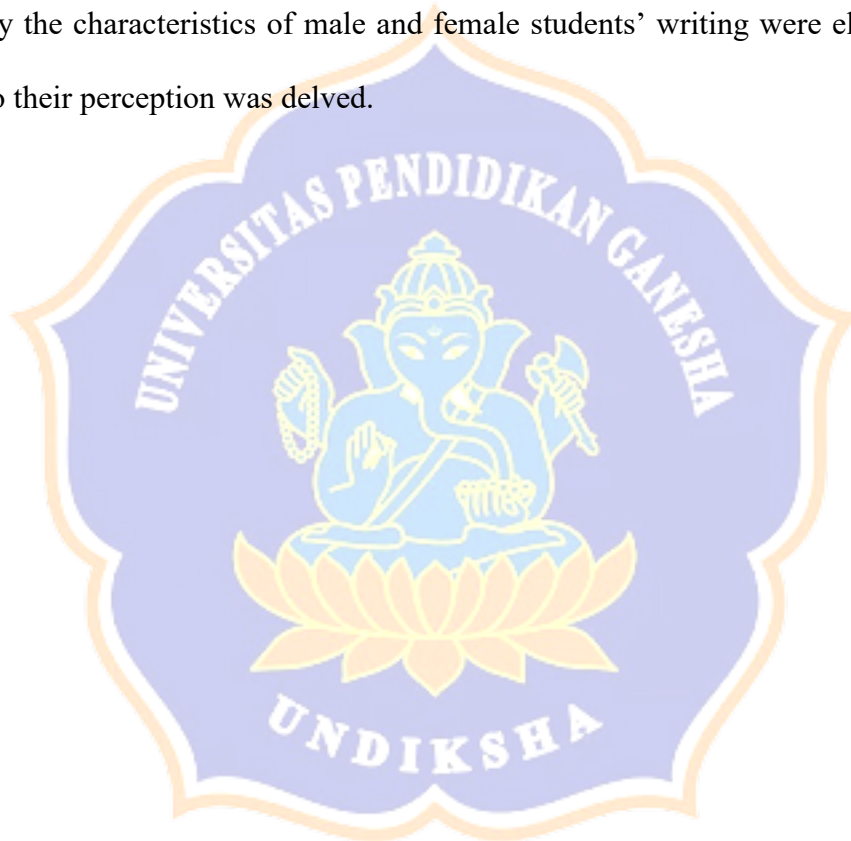 y the characteristics of male and female students’ writing were el
o their perception was delved.
UNIVERSITAS PENDIDIKAN GANESHA
UNDIKSHA